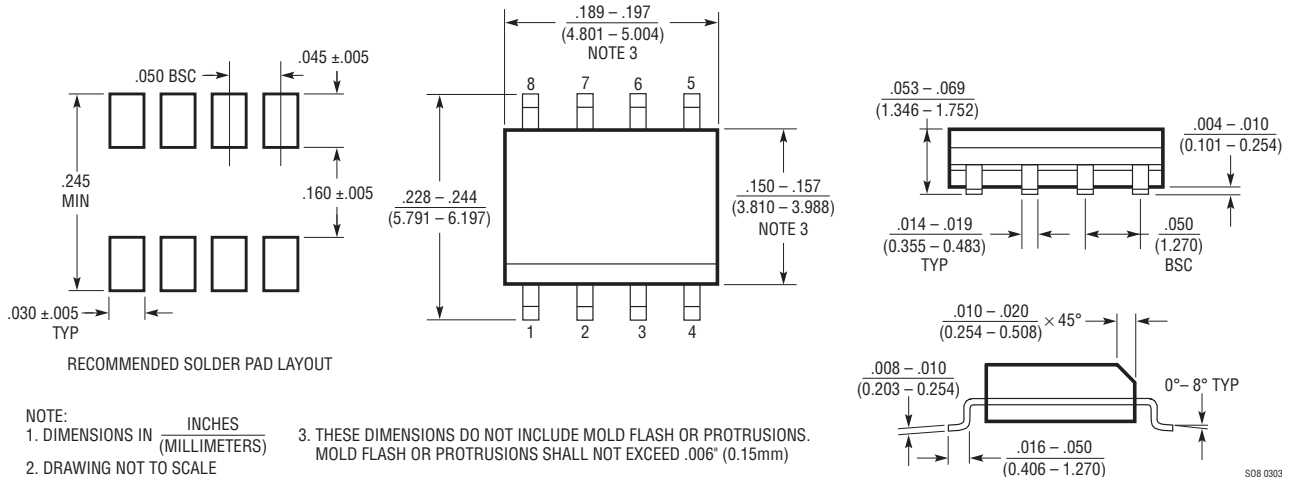 .050 BSC
.045 ±.005
.245
MIN
.160 ±.005
.030 ±.005
TYP
RECOMMENDED SOLDER PAD LAYOUT
.189 – .197
(4.801 – 5.004)
NOTE 3
8 7 6 5
.228 – .244
(5.791 – 6.197)
.150 – .157
(3.810 – 3.988)
NOTE 3
1 2 3 4
.053 – .069
(1.346 – 1.752)
.004 – .010
(0.101 – 0.254)
.014 – .019
(0.355 – 0.483)
TYP
.050
(1.270)
BSC
.010 – .020
(0.254 – 0.508)
× 45°
.008 – .010
(0.203 – 0.254)
0°– 8° TYP
.016 – .050
(0.406 – 1.270)
NOTE:
1. DIMENSIONS IN INCHES
(MILLIMETERS)
2. DRAWING NOT TO SCALE
3. THESE DIMENSIONS DO NOT INCLUDE MOLD FLASH OR PROTRUSIONS.
MOLD FLASH OR PROTRUSIONS SHALL NOT EXCEED .006" (0.15mm)
SO8 0303